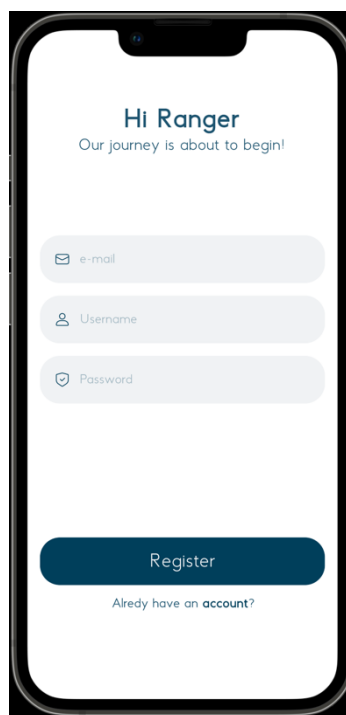 Hi Ranger
Our journey is about to begin!
e-mail
Username
Password
Register
Alredy have an account?